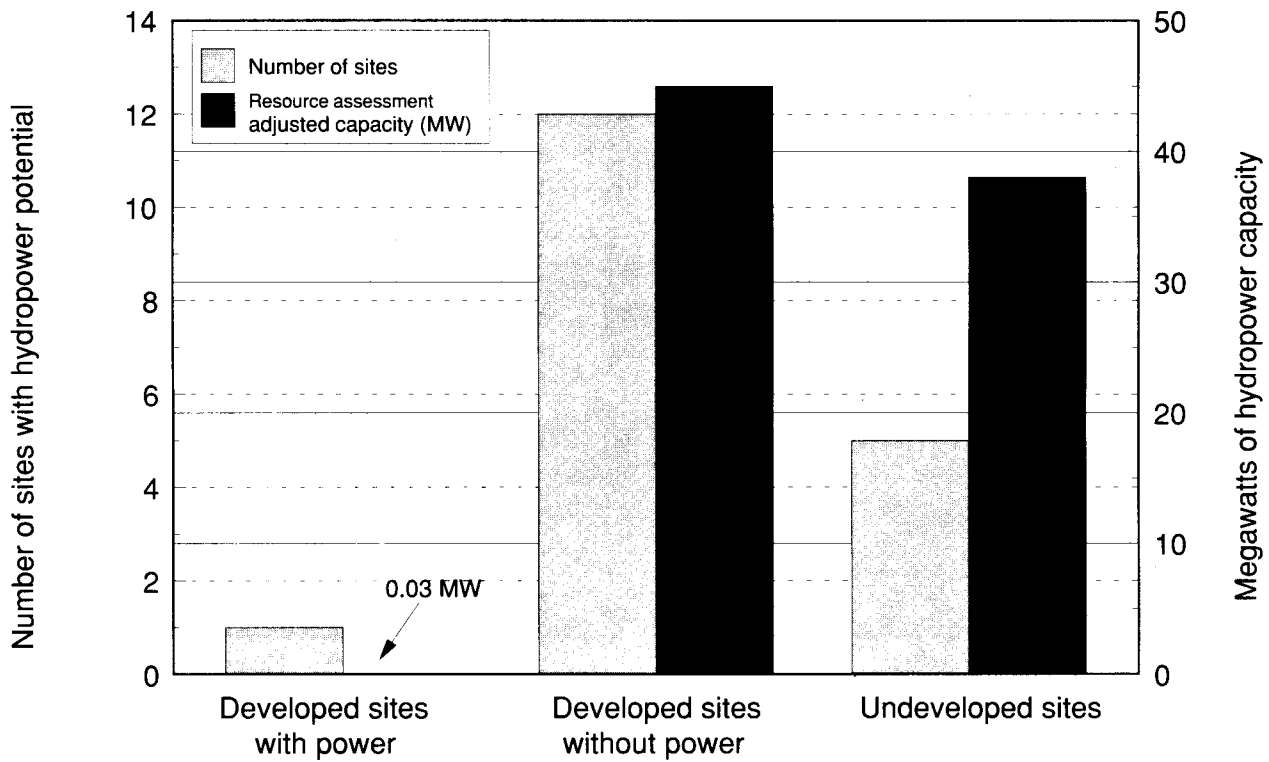 Number of sites with hydropower potential
14
12
10
8
6
4
2
0
Number of sites
Resource assessment
adjusted capacity (MW)
0.03 MW
50
40
30
20
10
0
Megawatts of hydropower capacity
Developed sites
with power
Developed sites
without power
Undeveloped sites